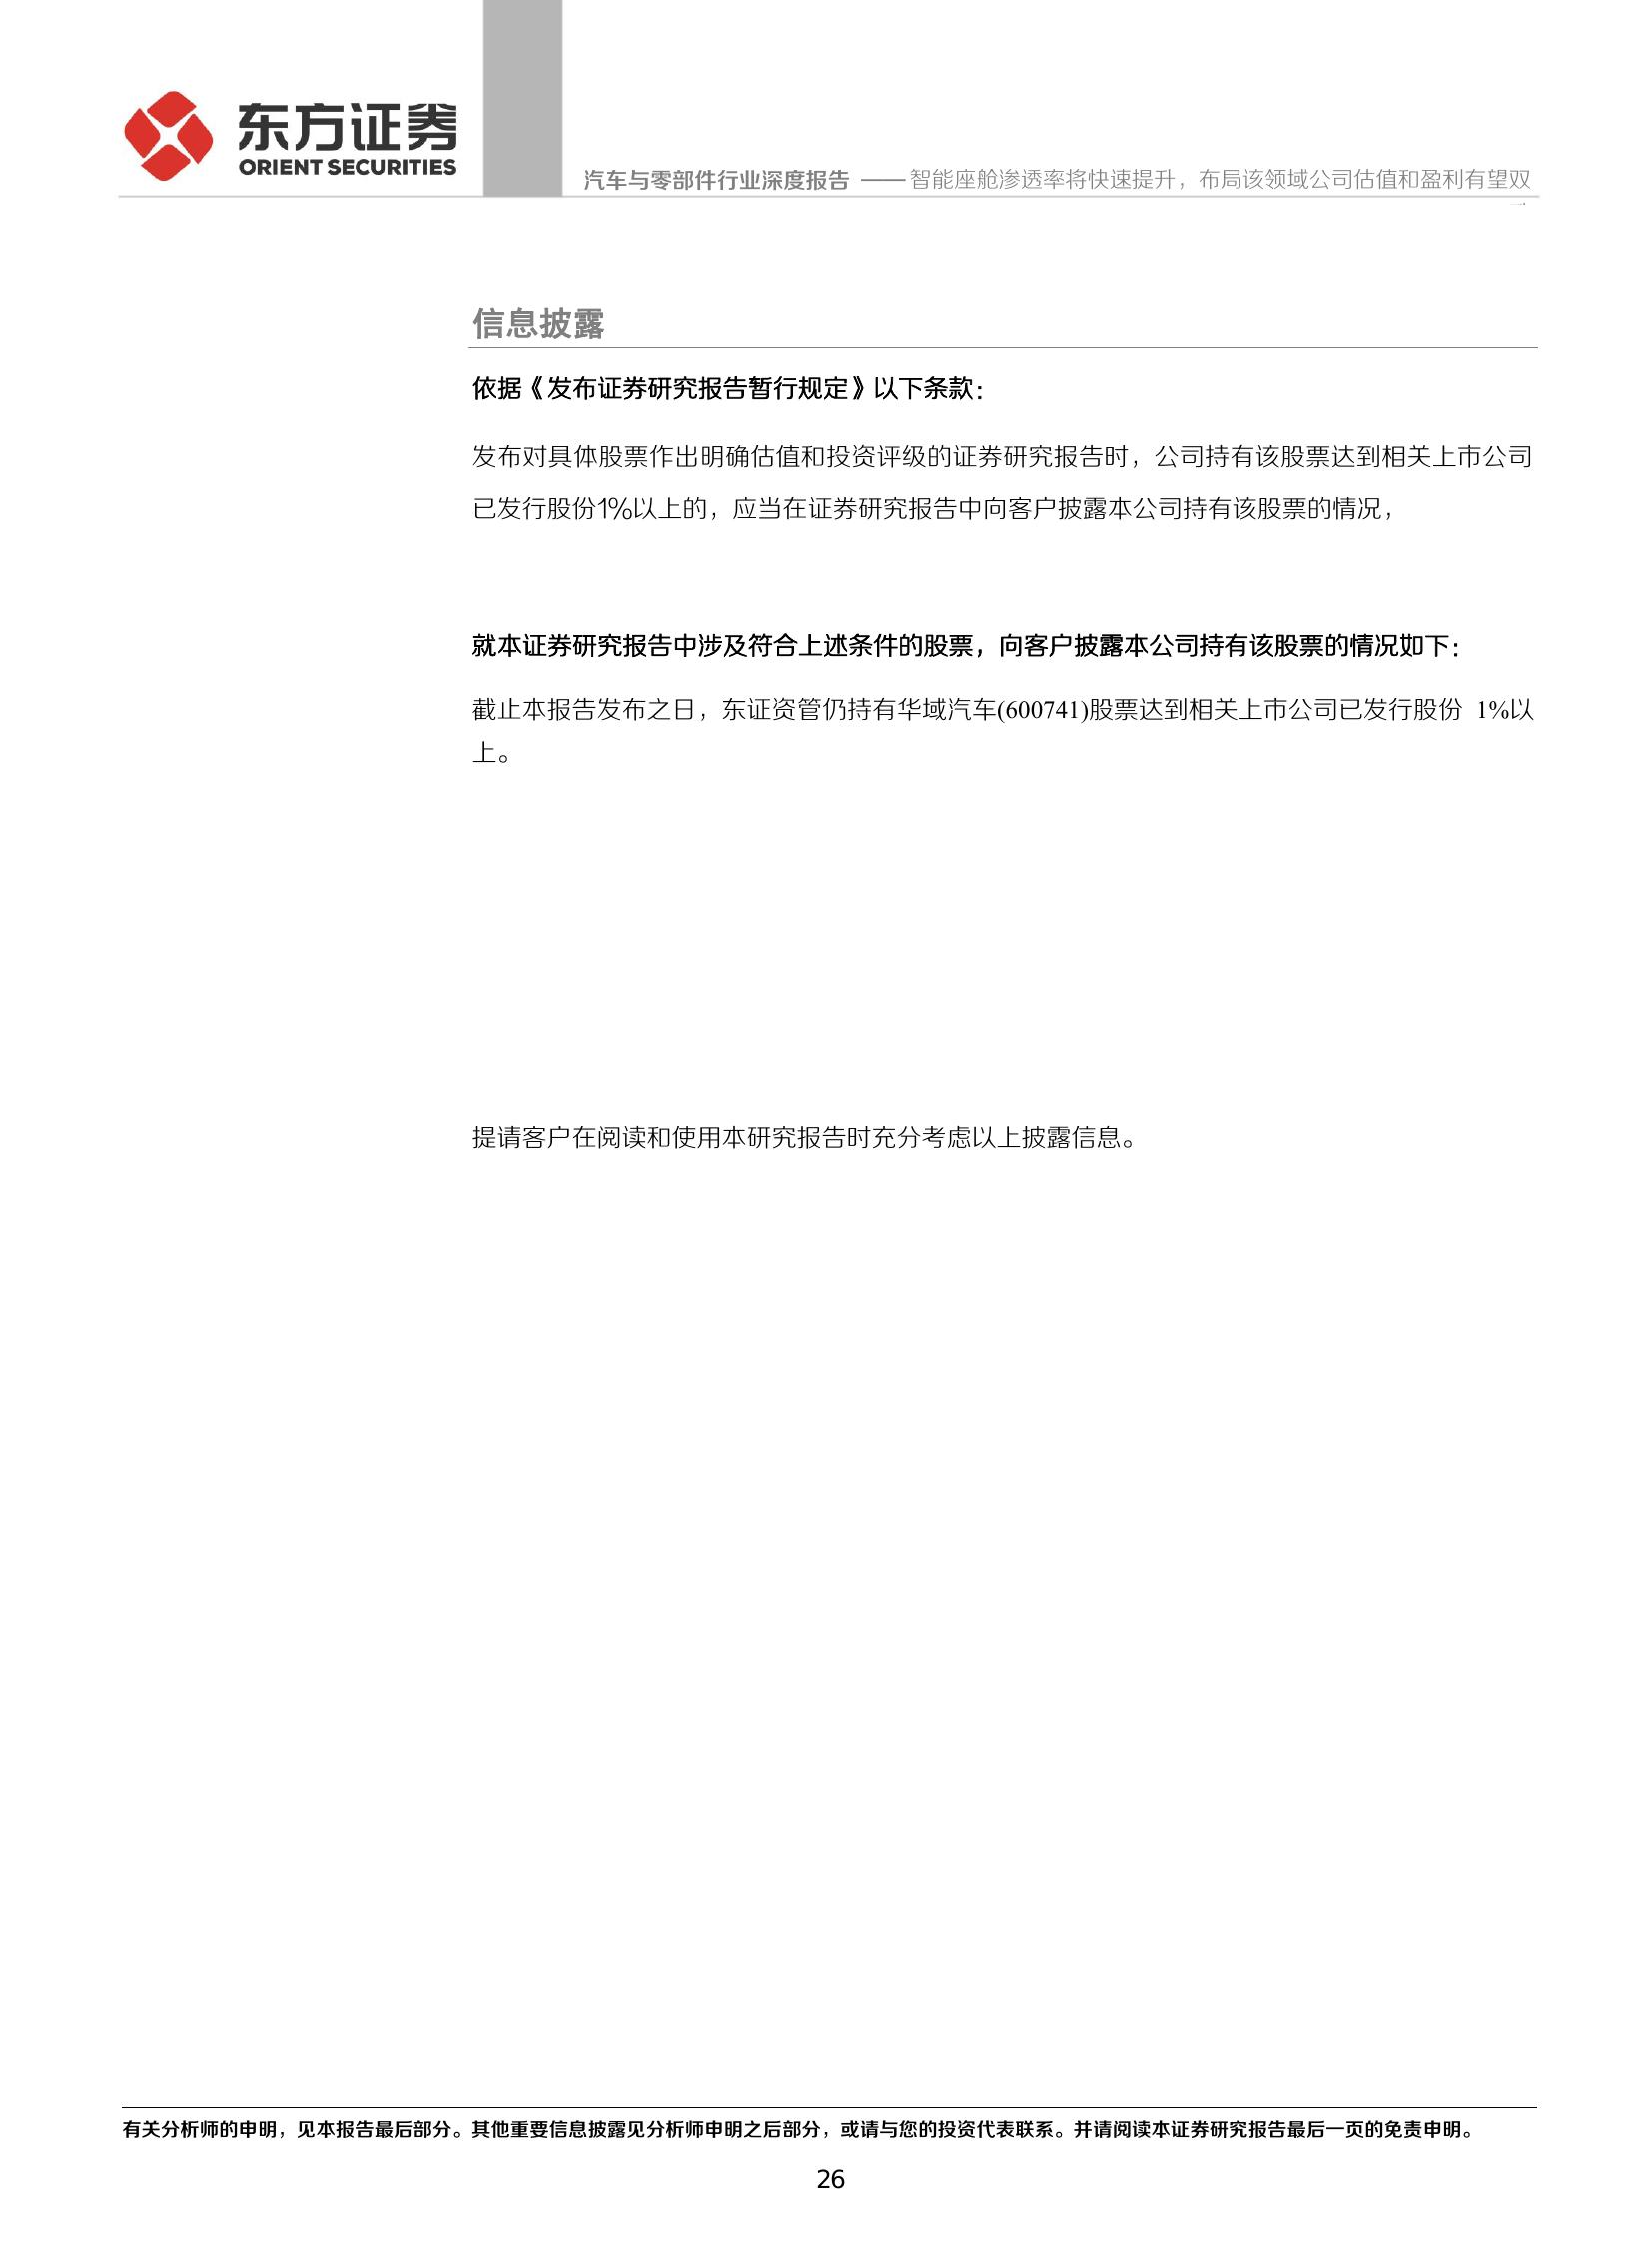 东方证券
ORIENT SECURITIES
汽车与零部件行业深度报告 —— 智能座舱渗透率将快速提升，布局该领域公司估值和盈利有望双
信息披露
依据《发布证券研究报告暂行规定》以下条款：
发布对具体股票作出明确估值和投资评级的证券研究报告时，公司持有该股票达到相关上市公司
已发行股份1%以上的，应当在证券研究报告中向客户披露本公司持有该股票的情况，
就本证券研究报告中涉及符合上述条件的股票，向客户披露本公司持有该股票的情况如下：
截止本报告发布之日，东证资管仍持有华域汽车(600741)股票达到相关上市公司已发行股份 1%以
上。
提请客户在阅读和使用本研究报告时充分考虑以上披露信息。
有关分析师的申明，见本报告最后部分。其他重要信息披露见分析师申明之后部分，或请与您的投资代表联系。并请阅读本证券研究报告最后一页的免责申明。
26